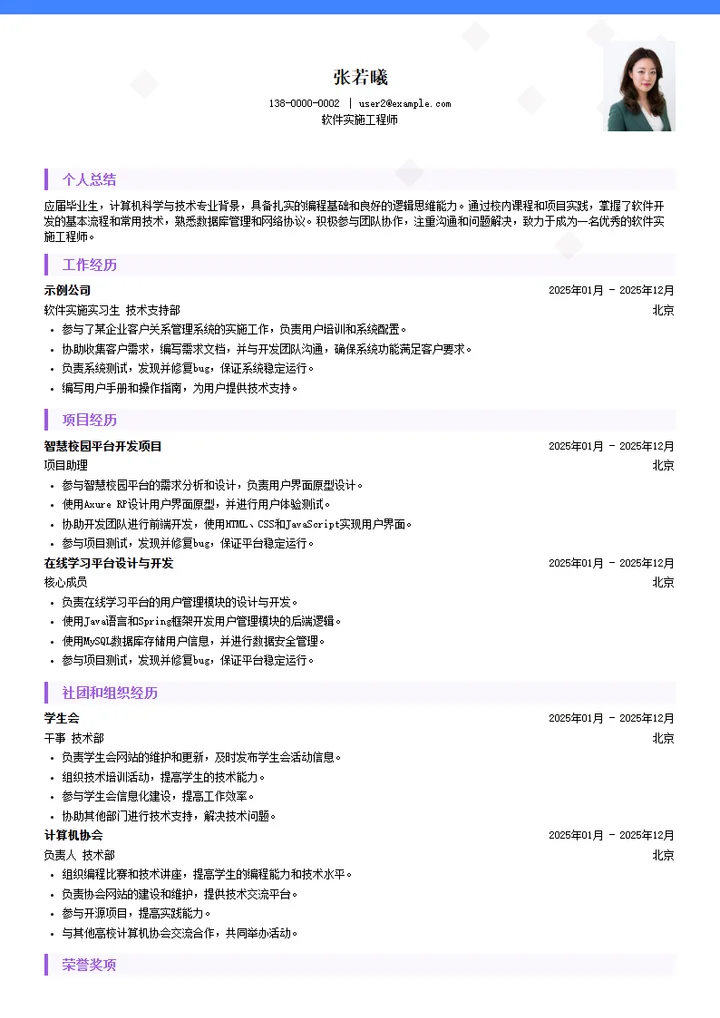 张若曦
138-0000-0002 | user2@example.com
软件实施工程师
个人总结
应届毕业生，计算机科学与技术专业背景，具备扎实的编程基础和良好的逻辑思维能力。通过校内课程和项目实践，掌握了软件开
发的基本流程和常用技术，熟悉数据库管理和网络协议。积极参与团队协作，注重沟通和问题解决，致力于成为一名优秀的软件实
施工程师。
工作经历
示例公司 2025年01月 - 2025年12月
软件实施实习生 技术支持部 北京
• 参与了某企业客户关系管理系统的实施工作，负责用户培训和系统配置。
• 协助收集客户需求，编写需求文档，并与开发团队沟通，确保系统功能满足客户要求。
• 负责系统测试，发现并修复bug，保证系统稳定运行。
• 编写用户手册和操作指南，为用户提供技术支持。
项目经历
智慧校园平台开发项目 2025年01月 - 2025年12月
项目助理 北京
• 参与智慧校园平台的需求分析和设计，负责用户界面原型设计。
• 使用Axure RP设计用户界面原型，并进行用户体验测试。
• 协助开发团队进行前端开发，使用HTML、CSS和JavaScript实现用户界面。
• 参与项目测试，发现并修复bug，保证平台稳定运行。
在线学习平台设计与开发 2025年01月 - 2025年12月
核心成员 北京
• 负责在线学习平台的用户管理模块的设计与开发。
• 使用Java语言和Spring框架开发用户管理模块的后端逻辑。
• 使用MySQL数据库存储用户信息，并进行数据安全管理。
• 参与项目测试，发现并修复bug，保证平台稳定运行。
社团和组织经历
学生会 2025年01月 - 2025年12月
干事 技术部 北京
• 负责学生会网站的维护和更新，及时发布学生会活动信息。
• 组织技术培训活动，提高学生的技术能力。
• 参与学生会信息化建设，提高工作效率。
• 协助其他部门进行技术支持，解决技术问题。
计算机协会 2025年01月 - 2025年12月
负责人 技术部 北京
• 组织编程比赛和技术讲座，提高学生的编程能力和技术水平。
• 负责协会网站的建设和维护，提供技术交流平台。
• 参与开源项目，提高实践能力。
• 与其他高校计算机协会交流合作，共同举办活动。
荣誉奖项